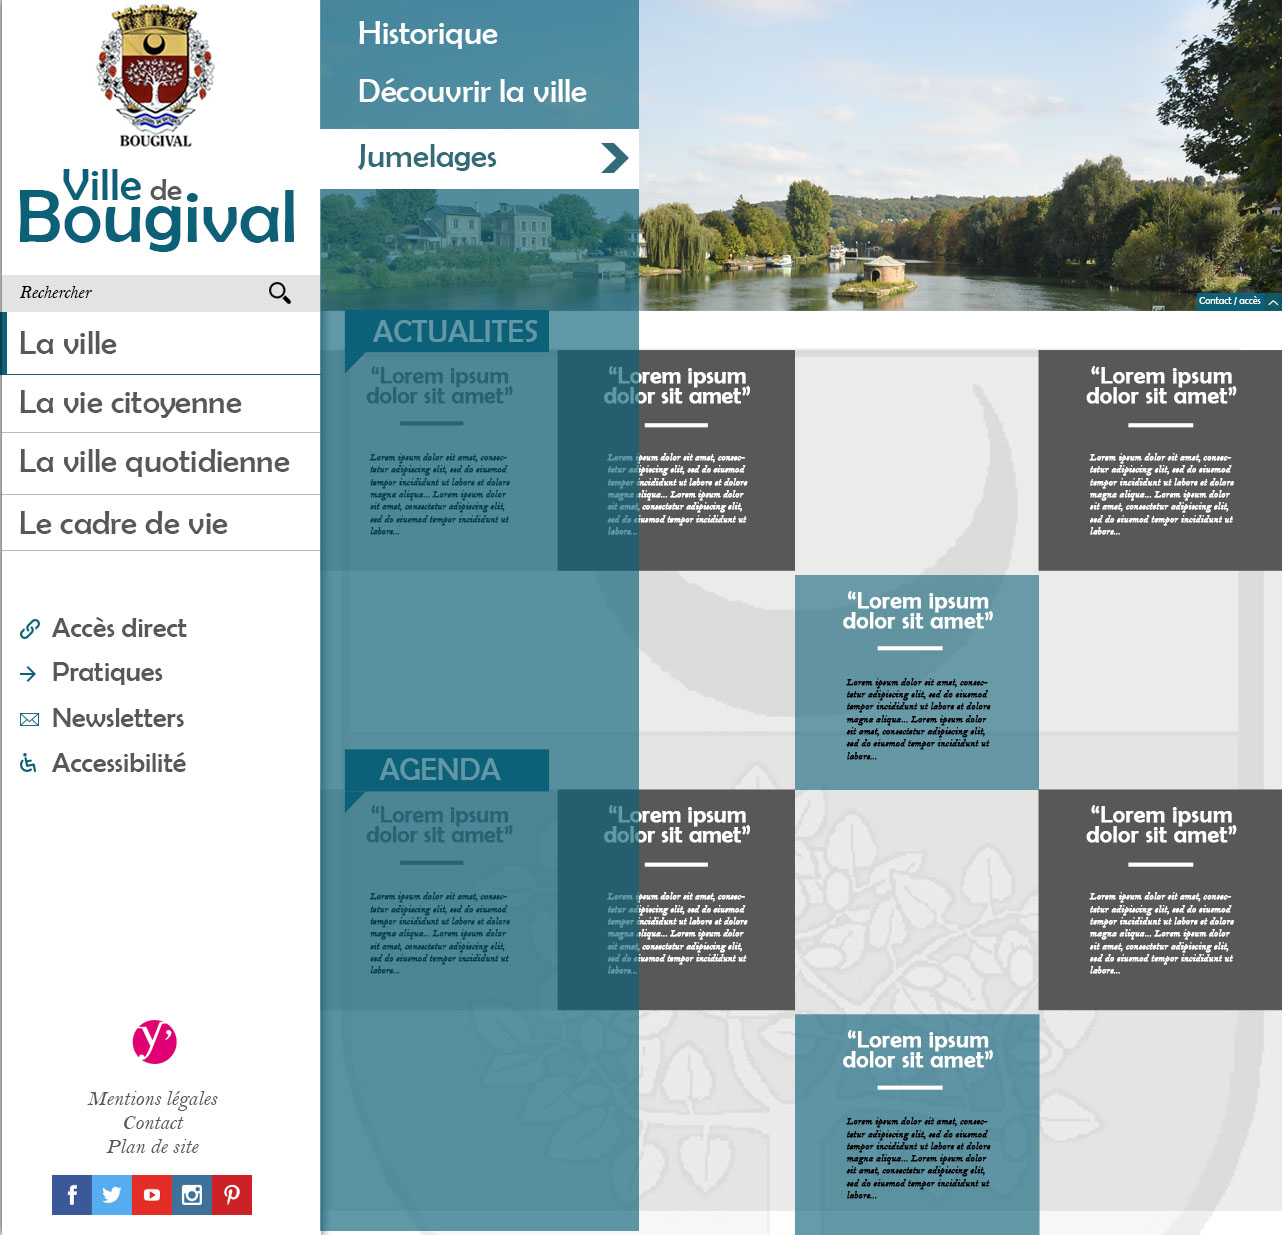 BOUGIVAL
Ville de
Bougival
Rechercher
La ville
La vie citoyenne
La ville quotidienne
Le cadre de vie
Accès direct
Pratiques
Newsletters
Accessibilité
y'
Mentions légales
Contact
Plan de site
Historique
Découvrir la ville
Jumelages
Contact / accès
ACTUALITES
“Lorem ipsum
dolor sit amet”
Lorem ipsum dolor sit amet, consec-
tetur adipiscing elit, sed do eiusmod
tempor incididunt ut labore et dolore
magna aliqua... Lorem ipsum dolor
sit amet, consectetur adipiscing elit,
sed do eiusmod tempor incididunt ut
labore...
“Lorem ipsum
dolor sit amet”
Lorem ipsum dolor sit amet, consec-
tetur adipiscing elit, sed do eiusmod
tempor incididunt ut labore et dolore
magna aliqua... Lorem ipsum dolor
sit amet, consectetur adipiscing elit,
sed do eiusmod tempor incididunt ut
labore...
“Lorem ipsum
dolor sit amet”
Lorem ipsum dolor sit amet, consec-
tetur adipiscing elit, sed do eiusmod
tempor incididunt ut labore et dolore
magna aliqua... Lorem ipsum dolor
sit amet, consectetur adipiscing elit,
sed do eiusmod tempor incididunt ut
labore...
“Lorem ipsum
dolor sit amet”
Lorem ipsum dolor sit amet, consec-
tetur adipiscing elit, sed do eiusmod
tempor incididunt ut labore et dolore
magna aliqua... Lorem ipsum dolor
sit amet, consectetur adipiscing elit,
sed do eiusmod tempor incididunt ut
labore...
AGENDA
“Lorem ipsum
dolor sit amet”
Lorem ipsum dolor sit amet, consec-
tetur adipiscing elit, sed do eiusmod
tempor incididunt ut labore et dolore
magna aliqua... Lorem ipsum dolor
sit amet, consectetur adipiscing elit,
sed do eiusmod tempor incididunt ut
labore...
“Lorem ipsum
dolor sit amet”
Lorem ipsum dolor sit amet, consec-
tetur adipiscing elit, sed do eiusmod
tempor incididunt ut labore et dolore
magna aliqua... Lorem ipsum dolor
sit amet, consectetur adipiscing elit,
sed do eiusmod tempor incididunt ut
labore...
“Lorem ipsum
dolor sit amet”
Lorem ipsum dolor sit amet, consec-
tetur adipiscing elit, sed do eiusmod
tempor incididunt ut labore et dolore
magna aliqua... Lorem ipsum dolor
sit amet, consectetur adipiscing elit,
sed do eiusmod tempor incididunt ut
labore...
“Lorem ipsum
dolor sit amet”
Lorem ipsum dolor sit amet, consec-
tetur adipiscing elit, sed do eiusmod
tempor incididunt ut labore et dolore
magna aliqua... Lorem ipsum dolor
sit amet, consectetur adipiscing elit,
sed do eiusmod tempor incididunt ut
labore...